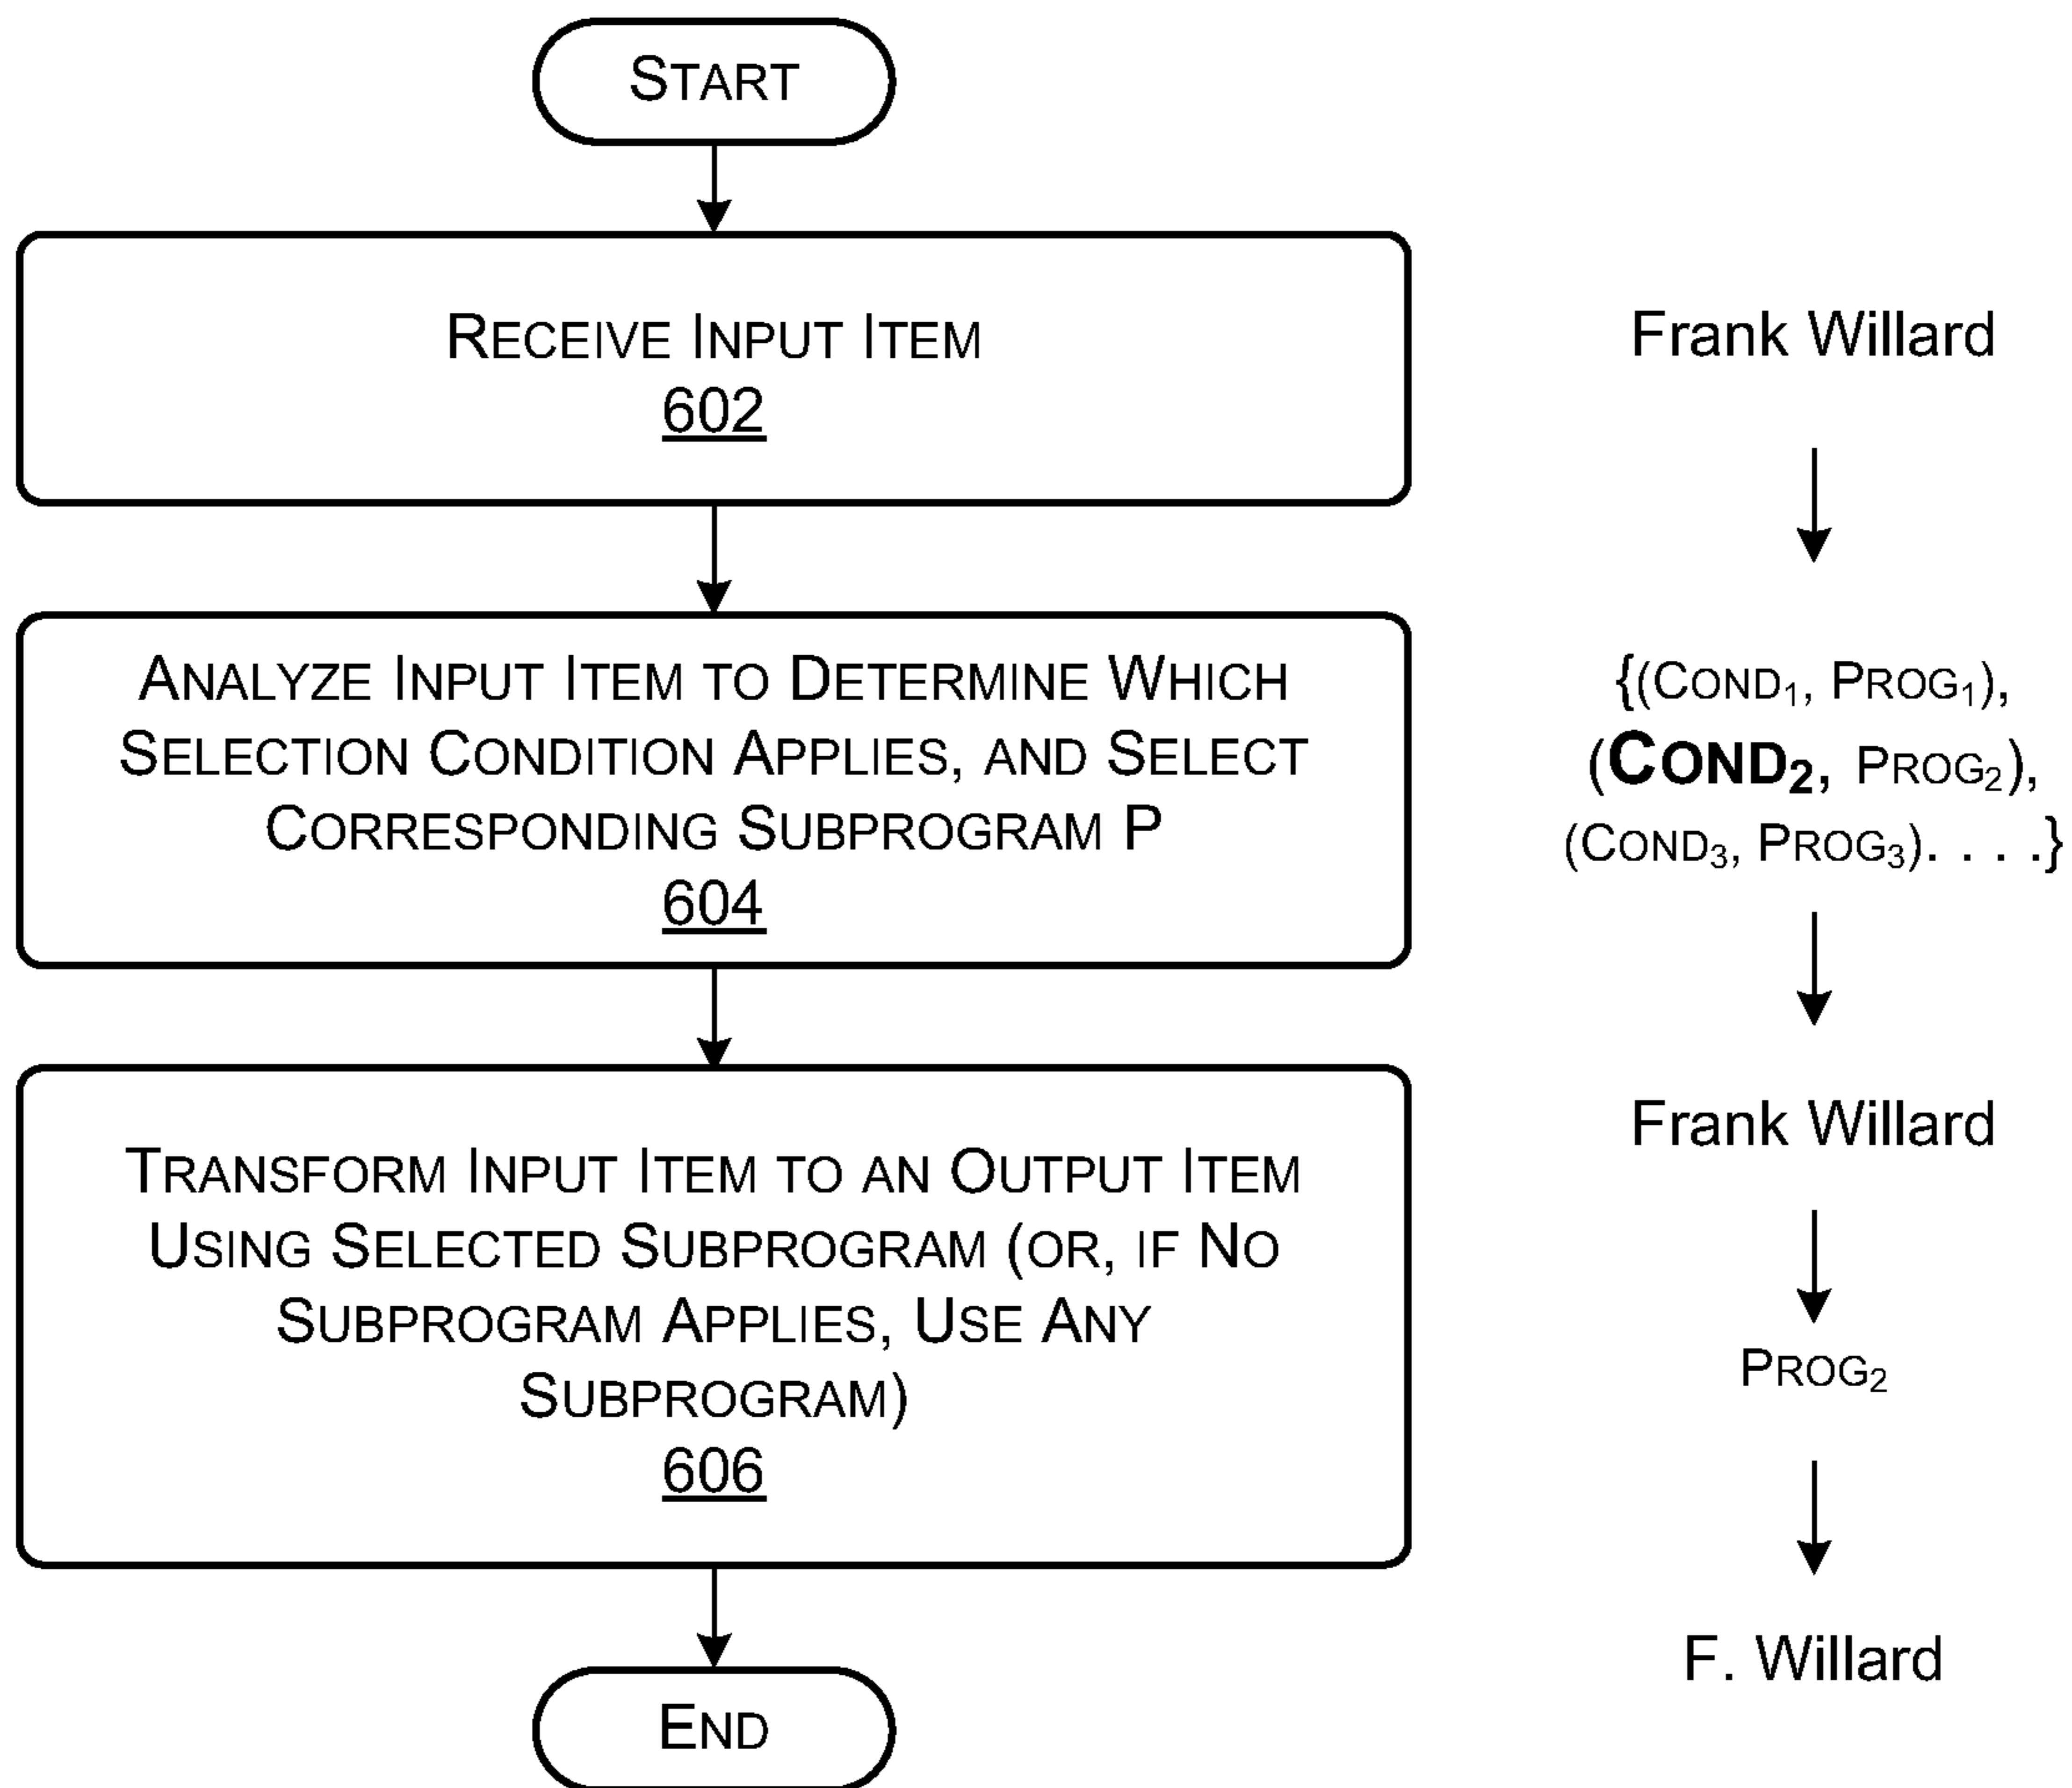 START
RECEIVE INPUT ITEM
602
ANALYZE INPUT ITEM TO DETERMINE WHICH
SELECTION CONDITION APPLIES, AND SELECT
CORRESPONDING SUBPROGRAM P
604
TRANSFORM INPUT ITEM TO AN OUTPUT ITEM
USING SELECTED SUBPROGRAM (OR, IF NO
SUBPROGRAM APPLIES, USE ANY
SUBPROGRAM)
606
END
Frank Willard
{(COND₁, PROG₁),
(COND₂, PROG₂),
(COND₃, PROG₃). . . .}
Frank Willard
PROG₂
F. Willard